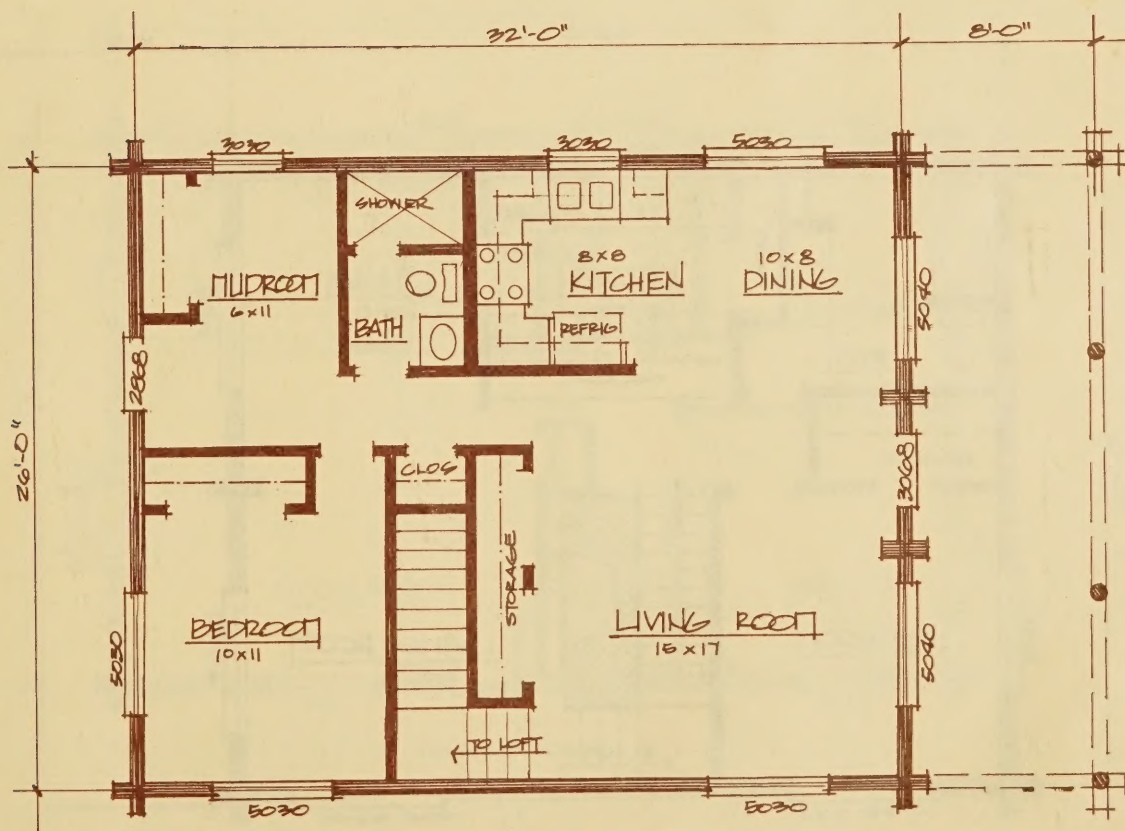 32'-0"
8'-0"
3030
3030
5030
SHOWER
MUDROOM
6x11
8x8
KITCHEN
10x8
DINING
BATH
REFRIG
5040
2868
26'-0"
CLOS
3068
STORAGE
BEDROOM
10x11
LIVING ROOM
15x17
5030
5040
TO LOFT
5030
5030